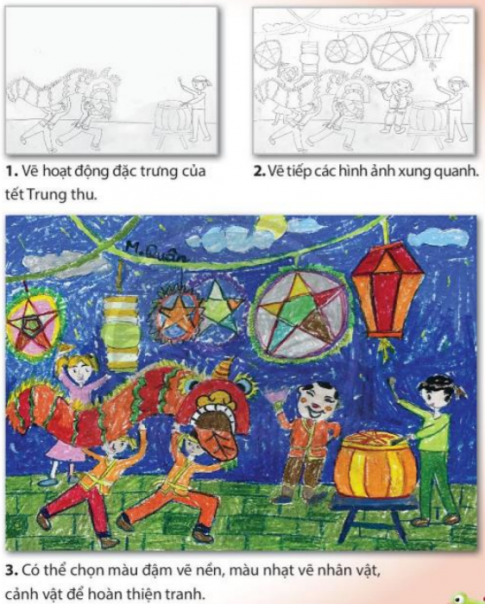 1. Vẽ hoạt động đặc trưng của
tết Trung thu.
2. Vẽ tiếp các hình ảnh xung quanh.
M.Quân
3. Có thể chọn màu đậm vẽ nền, màu nhạt vẽ nhân vật,
cảnh vật để hoàn thiện tranh.